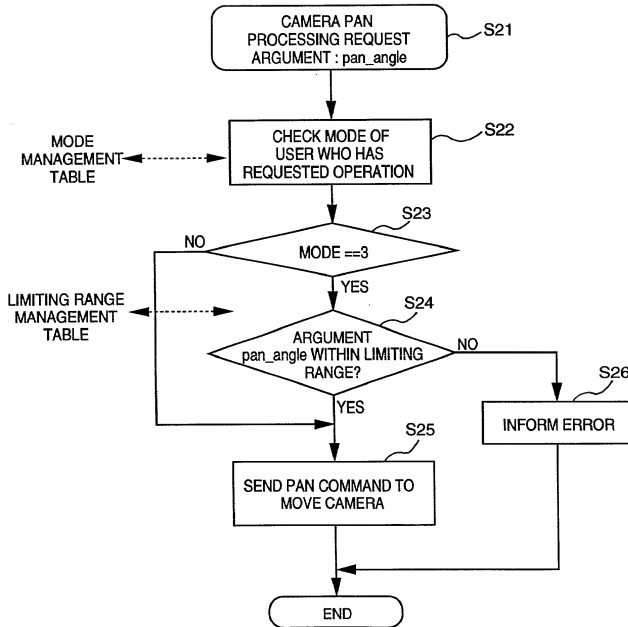 CAMERA PAN
PROCESSING REQUEST
ARGUMENT : pan_angle
S21
MODE
MANAGEMENT
TABLE
CHECK MODE OF
USER WHO HAS
REQUESTED OPERATION
S22
S23
NO
MODE ==3
YES
LIMITING RANGE
MANAGEMENT
TABLE
S24
ARGUMENT
pan_angle WITHIN LIMITING
RANGE?
NO
YES
S26
INFORM ERROR
S25
SEND PAN COMMAND TO
MOVE CAMERA
END